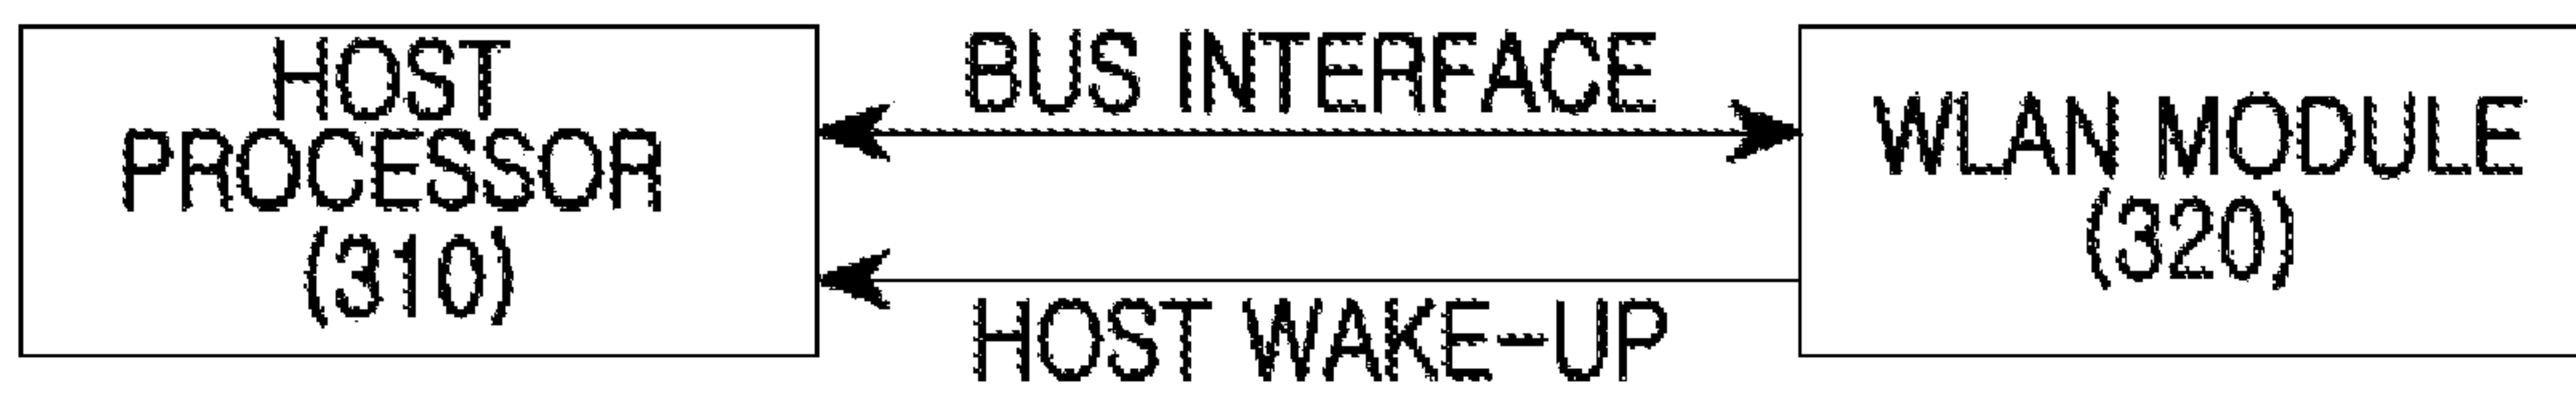 HOST
PROCESSOR
(310)
BUS INTERFACE
HOST WAKE-UP
WLAN MODULE
(320)